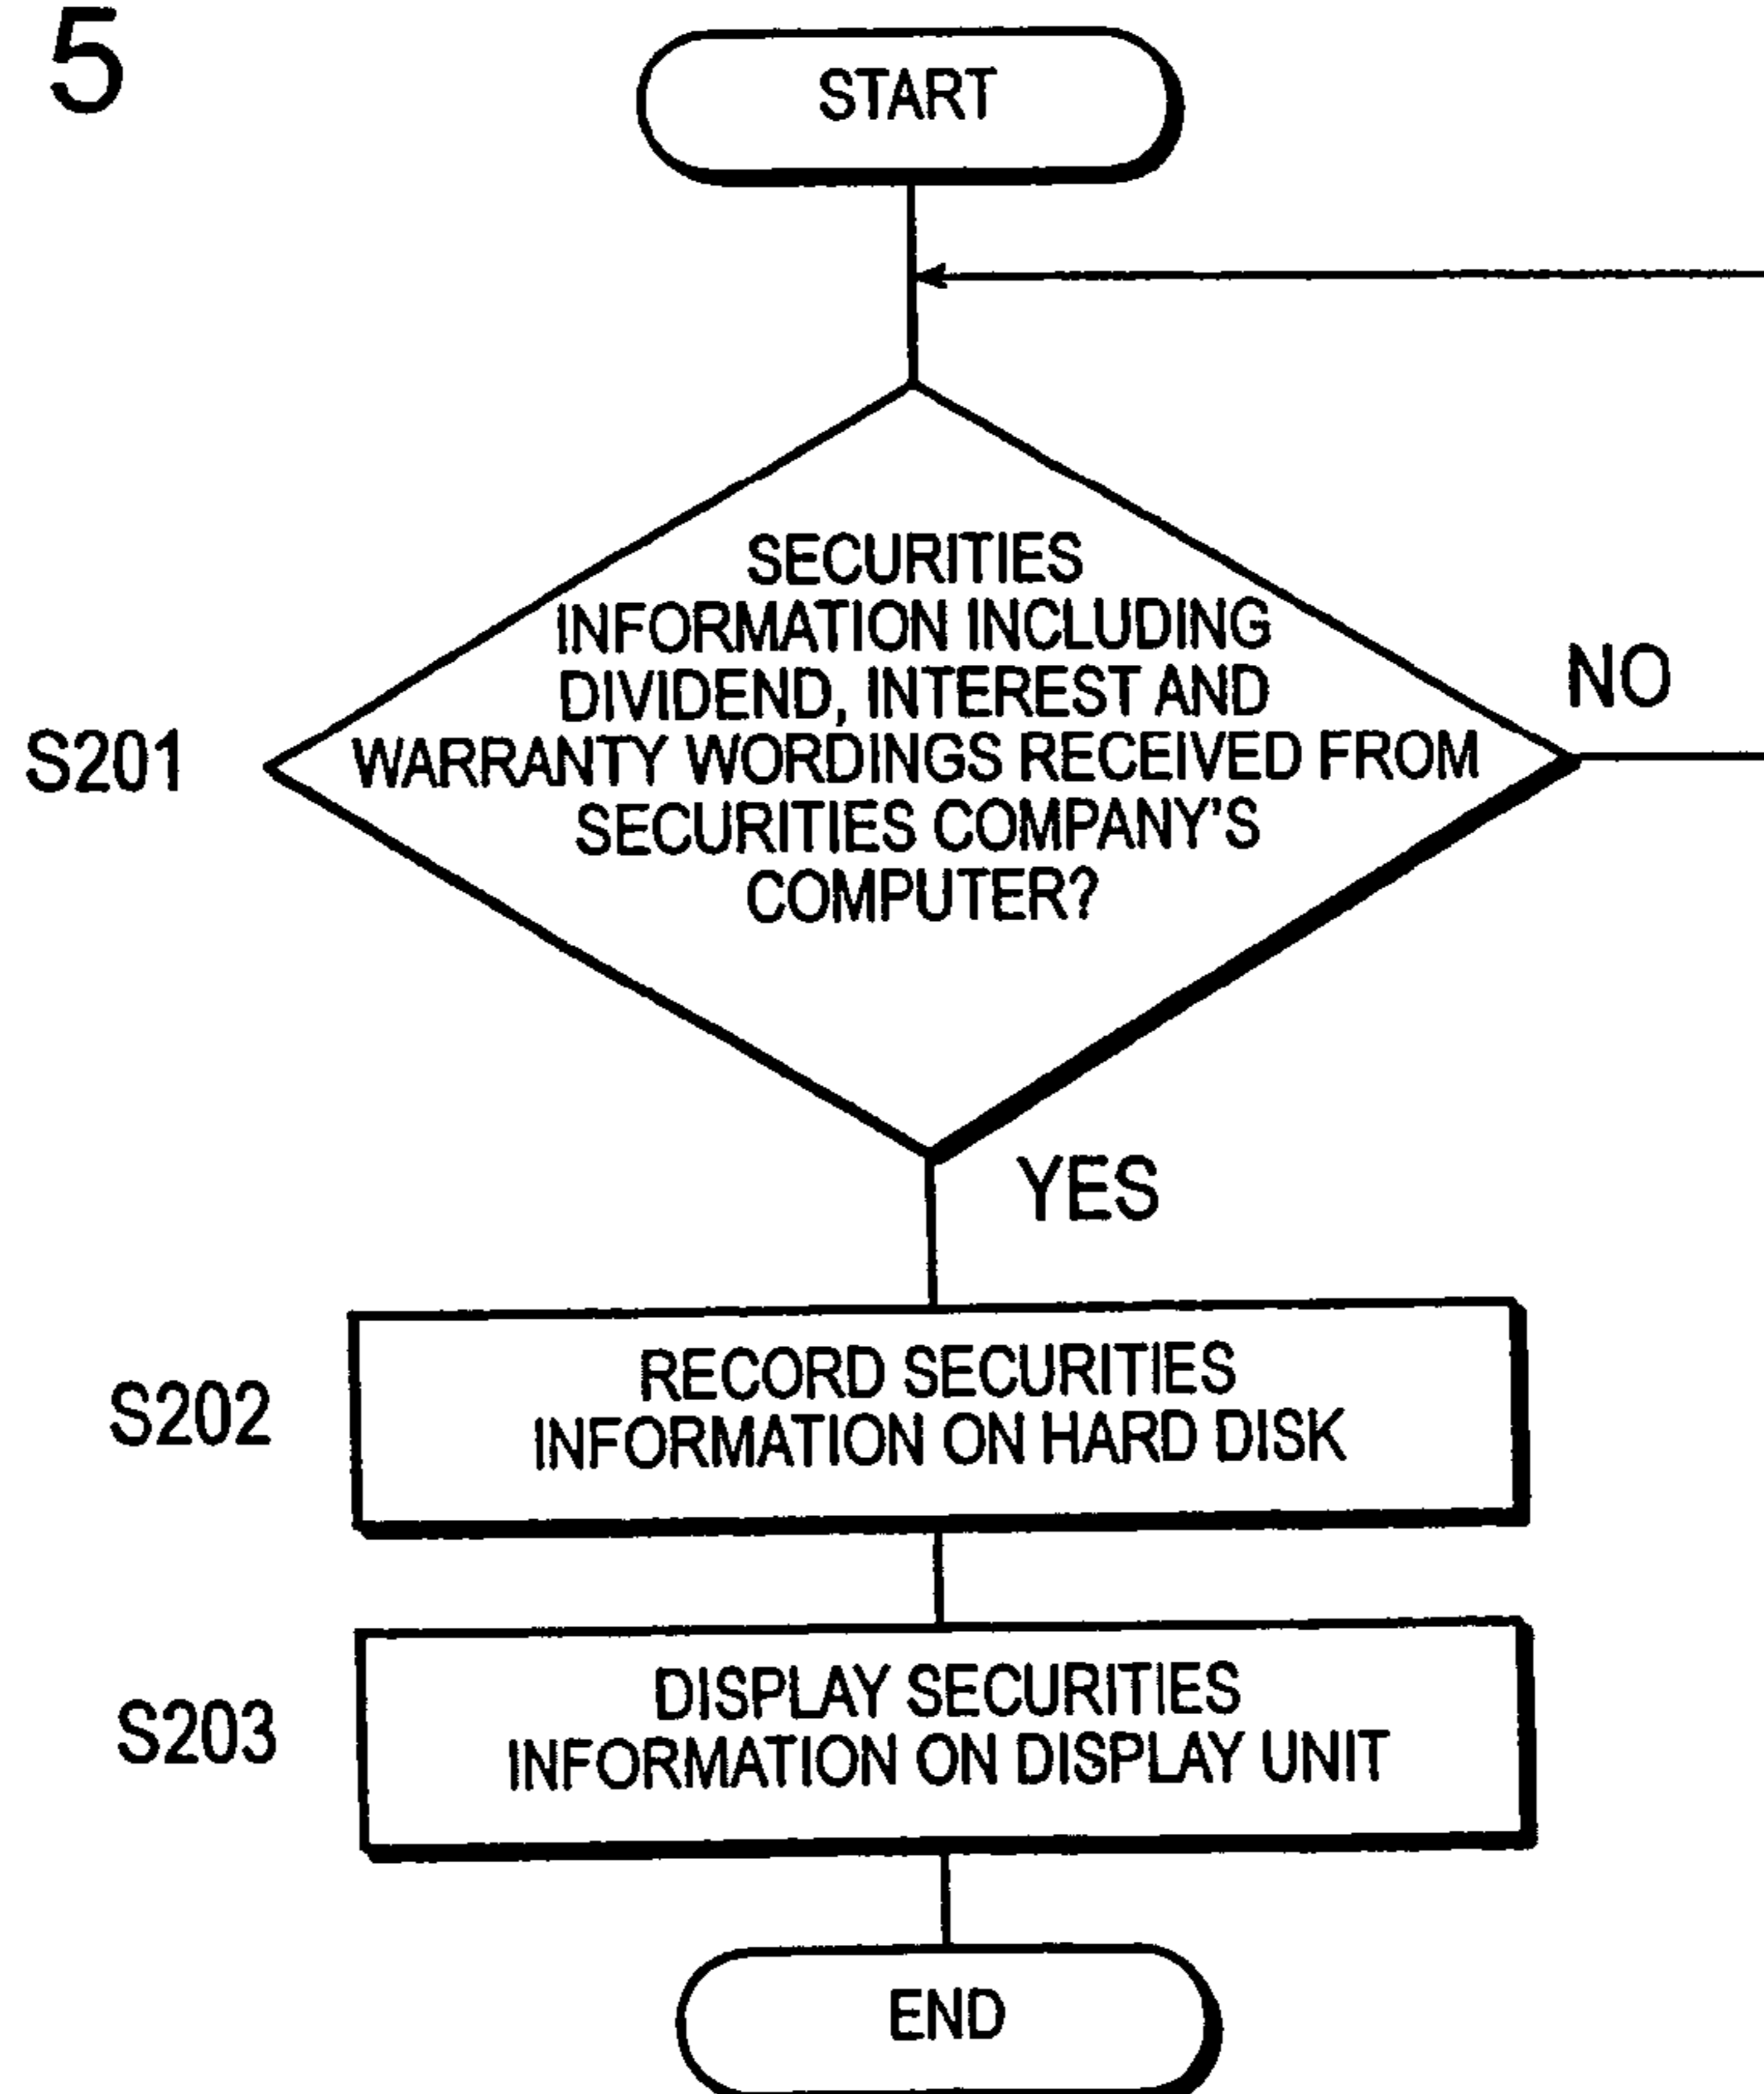 5
START
SECURITIES
INFORMATION INCLUDING
DIVIDEND, INTEREST AND
WARRANTY WORDINGS RECEIVED FROM
SECURITIES COMPANY'S
COMPUTER?
NO
S201
YES
S202
RECORD SECURITIES
INFORMATION ON HARD DISK
S203
DISPLAY SECURITIES
INFORMATION ON DISPLAY UNIT
END